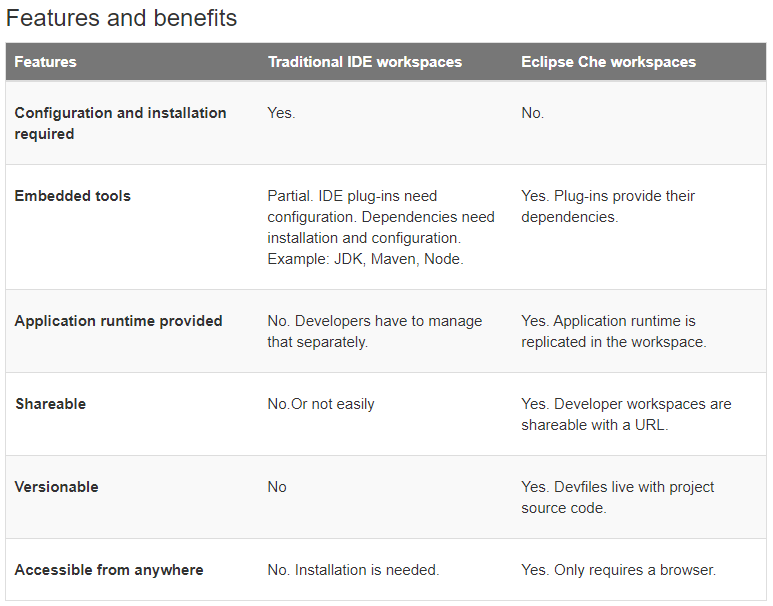 Features and benefits
Features Traditional IDE workspaces Eclipse Che workspaces
Configuration and installation Yes. No.
required
Embedded tools Partial. IDE plug-ins need Yes. Plug-ins provide their
configuration. Dependencies need dependencies.
installation and configuration.
Example: JDK, Maven, Node.
Application runtime provided No. Developers have to manage Yes. Application runtime is
that separately. replicated in the workspace.
Shareable No.Or not easily Yes. Developer workspaces are
shareable with a URL.
Versionable No Yes. Devfiles live with project
source code.
Accessible from anywhere No. Installation is needed. Yes. Only requires a browser.